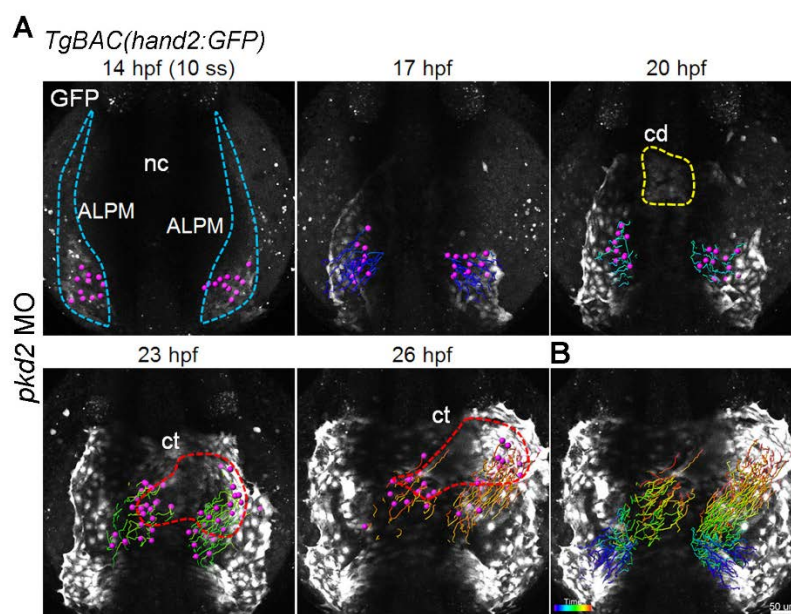 A
TgBAC(hand2:GFP)
14 hpf (10 ss)
17 hpf
20 hpf
GFP
nc
ALPM
ALPM
cd
pkd2 MO
23 hpf
26 hpf
B
ct
ct
Time
50 um